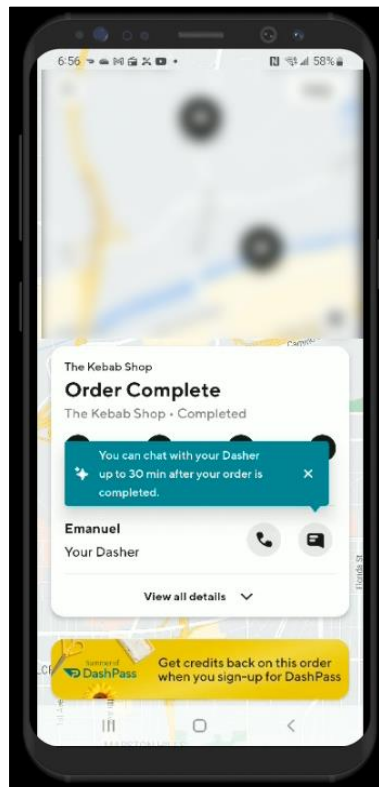 6:56
58%
The Kebab Shop
Order Complete
The Kebab Shop • Completed
You can chat with your Dasher
up to 30 min after your order is
completed.
Emanuel
Your Dasher
View all details
Florida St
Summer of
DashPass
Get credits back on this order
when you sign-up for DashPass